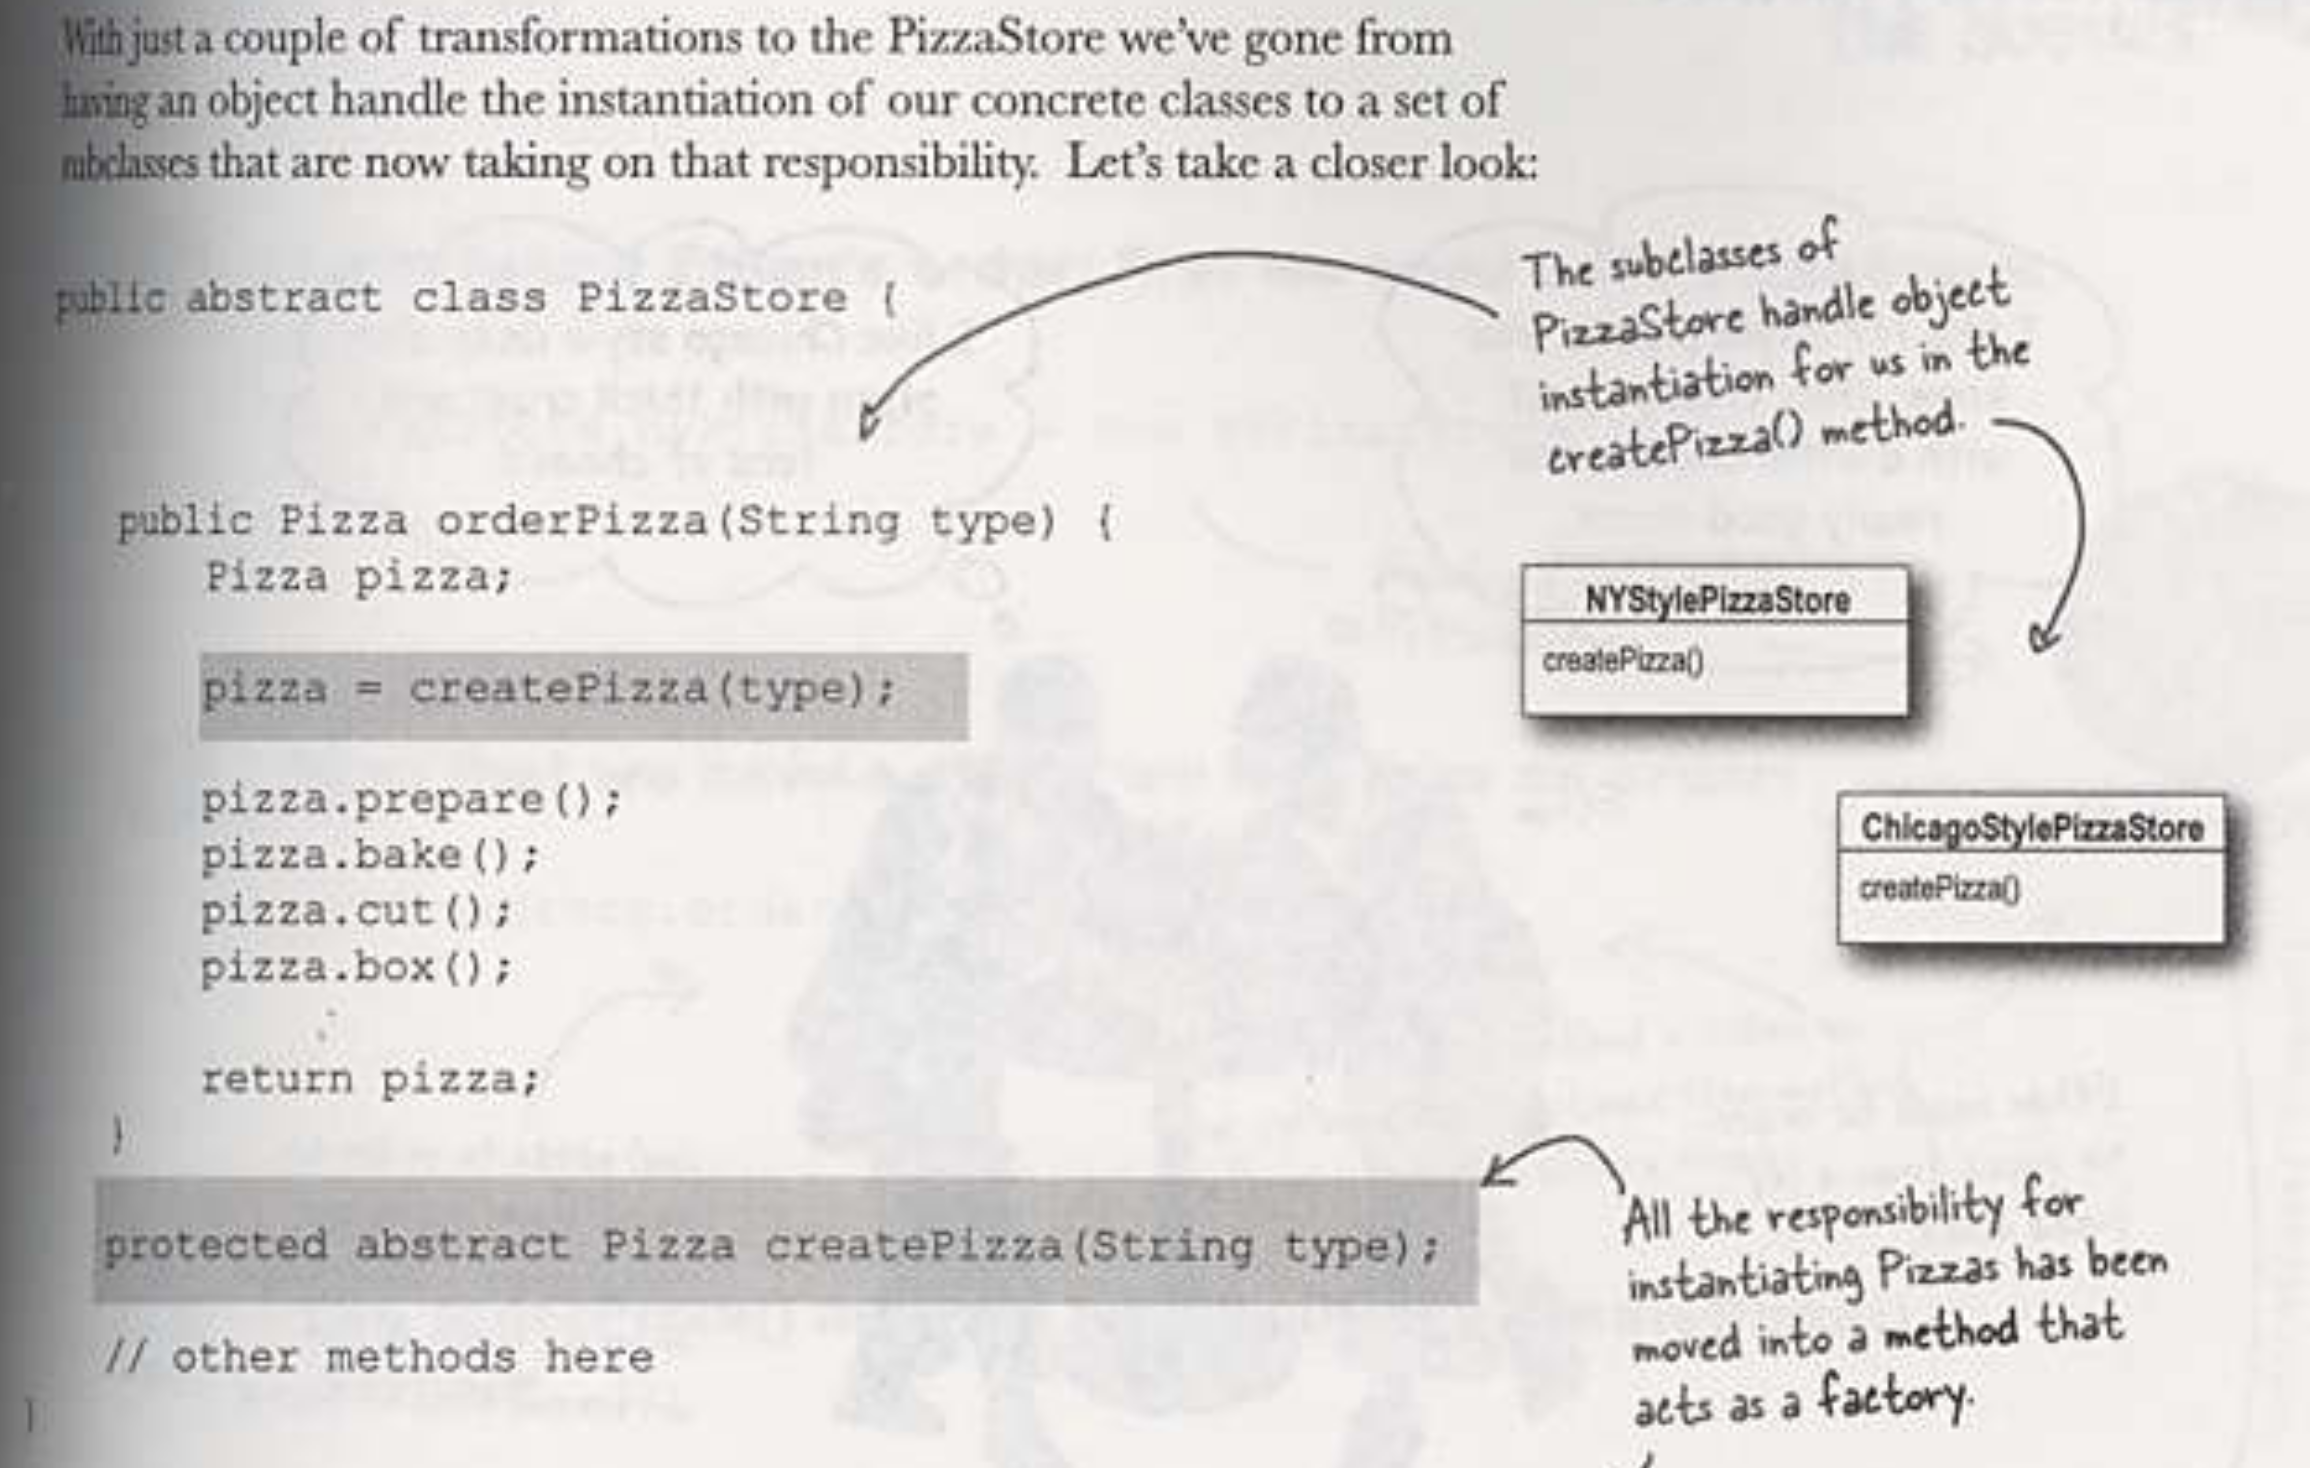 With just a couple of transformations to the PizzaStore we've gone from
having an object handle the instantiation of our concrete classes to a set of
subclasses that are now taking on that responsibility. Let's take a closer look:
public abstract class PizzaStore {
The subclasses of
PizzaStore handle object
instantiation for us in the
createPizza() method.
public Pizza orderPizza(String type) {
Pizza pizza;
pizza = createPizza(type);
pizza.prepare();
pizza.bake();
pizza.cut();
pizza.box();
return pizza;
}
NYStylePizzaStore
createPizza()
ChicagoStylePizzaStore
createPizza()
protected abstract Pizza createPizza(String type);
All the responsibility for
instantiating Pizzas has been
moved into a method that
acts as a factory.
// other methods here
}